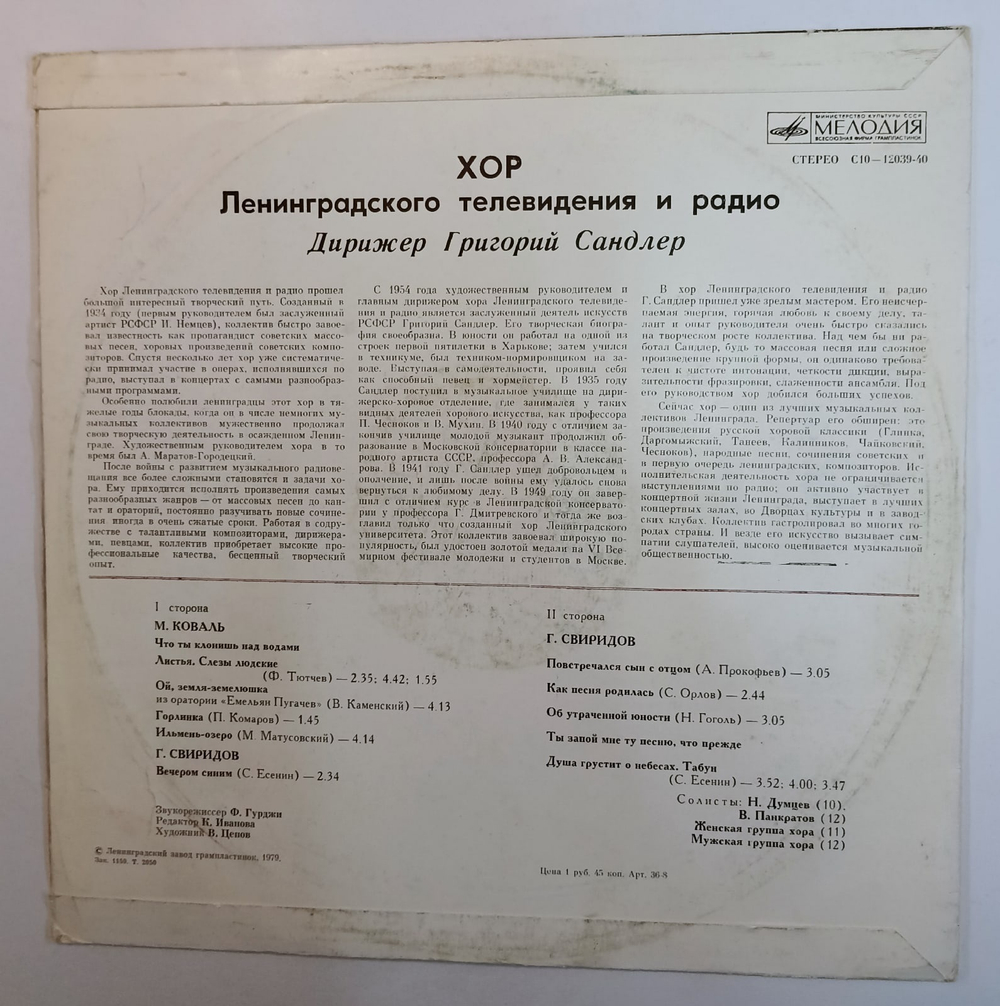 МИНИСТЕРСТВО КУЛЬТУРЫ СССР
МЕЛОДИЯ
ВСЕСОЮЗНАЯ ФИРМА ГРАМПЛАСТИНОК
СТЕРЕО С10—12039-40
ХОР
Ленинградского телевидения и радио
Дирижер Григорий Сандлер
Хор Ленинградского телевидения и радио прошел
большой интересный творческий путь. Созданный в
1934 году (первым руководителем был заслуженный
артист РСФСР И. Немцев), коллектив быстро завое-
вал известность как пропагандист советских массо-
вых песен, хоровых произведений советских компо-
зиторов. Спустя несколько лет хор уже систематиче-
ски принимал участие в операх, исполнявшихся по
радио, выступал в концертах с самыми разнообраз-
ными программами.
Особенно полюбили ленинградцы этот хор в тя-
желые годы блокады, когда он в числе немногих му-
зыкальных коллективов мужественно продолжал
свою творческую деятельность в осажденном Ленин-
граде. Художественным руководителем хора в то
время был А. Маратов-Городецкий.
После войны с развитием музыкального радиове-
щания все более сложными становятся и задачи хо-
ра. Ему приходится исполнять произведения самых
разнообразных жанров—от массовых песен до кан-
тат и ораторий, постоянно разучивать новые сочине-
ния иногда в очень сжатые сроки. Работая в содру-
жестве с талантливыми композиторами, дирижера-
ми, певцами, коллектив приобретает высокие про-
фессиональные качества, бесценный творческий
опыт.
С 1954 года художественным руководителем и
главным дирижером хора Ленинградского телевиде-
ния и радио является заслуженный деятель искусств
РСФСР Григорий Сандлер. Его творческая биогра-
фия своеобразна. В юности он работал на одной из
строек первой пятилетки в Харькове; затем учился
в техникуме, был техником-нормировщиком на за-
воде. Выступая в самодеятельности, проявил себя
как способный певец и хормейстер. В 1935 году
Сандлер поступил в музыкальное училище на дири-
жерско-хоровое отделение, где занимался у таких
видных деятелей хорового искусства, как профессора
П. Чесноков и В. Мухин. В 1940 году с отличием за-
кончив училище молодой музыкант продолжил об-
разование в Московской консерватории в классе на-
родного артиста СССР, профессора А. В. Александ-
рова. В 1941 году Г. Сандлер ушел добровольцем в
ополчение, и лишь после войны ему удалось снова
вернуться к любимому делу. В 1949 году он завер-
шил с отличием курс в Ленинградской консервато-
рии у профессора Г. Дмитревского и тогда же воз-
главил только что созданный хор Ленинградского
университета. Этот коллектив завоевал широкую по-
пулярность, был удостоен золотой медали на VI Все-
мирном фестивале молодежи и студентов в Москве.
В хор Ленинградского телевидения и радио
Г. Сандлер пришел уже зрелым мастером. Его неисчер-
паемая энергия, горячая любовь к своему делу, та-
лант и опыт руководителя очень быстро сказались
на творческом росте коллектива. Над чем бы ни ра-
ботал Сандлер, будь то массовая песня или сложное
произведение крупной формы, он одинаково требова-
телен к чистоте интонации, четкости дикции, выра-
зительности фразировки, слаженности ансамбля. Под
его руководством хор добился больших успехов.
Сейчас хор—один из лучших музыкальных кол-
лективов Ленинграда. Репертуар его обширен: это
произведения русской хоровой классики (Глинка,
Даргомыжский, Танеев, Калинников, Чайковский,
Чесноков), народные песни, сочинения советских и
в первую очередь ленинградских, композиторов. Ис-
полнительская деятельность хора не ограничивается
выступлениями по радио; он активно участвует в
концертной жизни Ленинграда, выступает в лучших
концертных залах, во Дворцах культуры и в завод-
ских клубах. Коллектив гастролировал во многих го-
родах страны. И везде его искусство вызывает сим-
патии слушателей, высоко оценивается музыкальной
общественностью.
I сторона
М. КОВАЛЬ
Что ты клонишь над водами
Листья. Слезы людские
(Ф. Тютчев) — 2.35; 4.42; 1.55
Ой, земля-земелюшка
из оратории «Емельян Пугачев» (В. Каменский) — 4.13
Горлинка (П. Комаров) — 1.45
Ильмень-озеро (М. Матусовский) — 4.14
Г. СВИРИДОВ
Вечером синим (С. Есенин) — 2.34
Звукорежиссер Ф. Гурджи
Редактор К. Иванова
Художник В. Цепов
© Ленинградский завод грампластинок, 1979.
Зак. 1159. Т. 2050
II сторона
Г. СВИРИДОВ
Повстречался сын с отцом (А. Прокофьев) — 3.05
Как песня родилась (С. Орлов) — 2.44
Об утраченной юности (Н. Гоголь) — 3.05
Ты запой мне ту песню, что прежде
Душа грустит о небесах. Табун
(С. Есенин) — 3.52; 4.00; 3.47
Солисты: Н. Думцев (10),
В. Панкратов (12)
Женская группа хора (11)
Мужская группа хора (12)
Цена 1 руб. 45 коп. Арт. 36-8